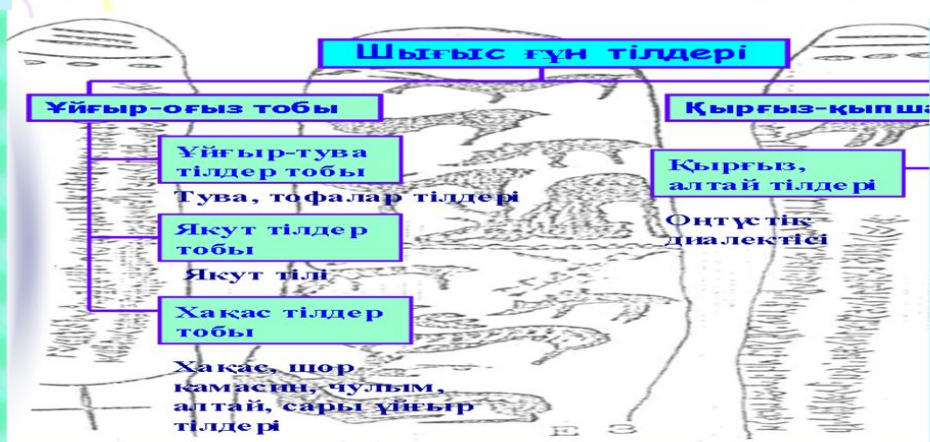 Шығыс ғұн тілдері
Ұйғыр-оғыз тобы
Ұйғыр-тува
тілдер тобы
Тува, тофалар тілдері
Якут тілдер
тобы
Якут тілі
Хақас тілдер
тобы
Хақас, шор
камасин, чулым,
алтай, сары ұйғыр
тілдері
Қырғыз,
алтай тілдері
Оңтүстік
диалектісі